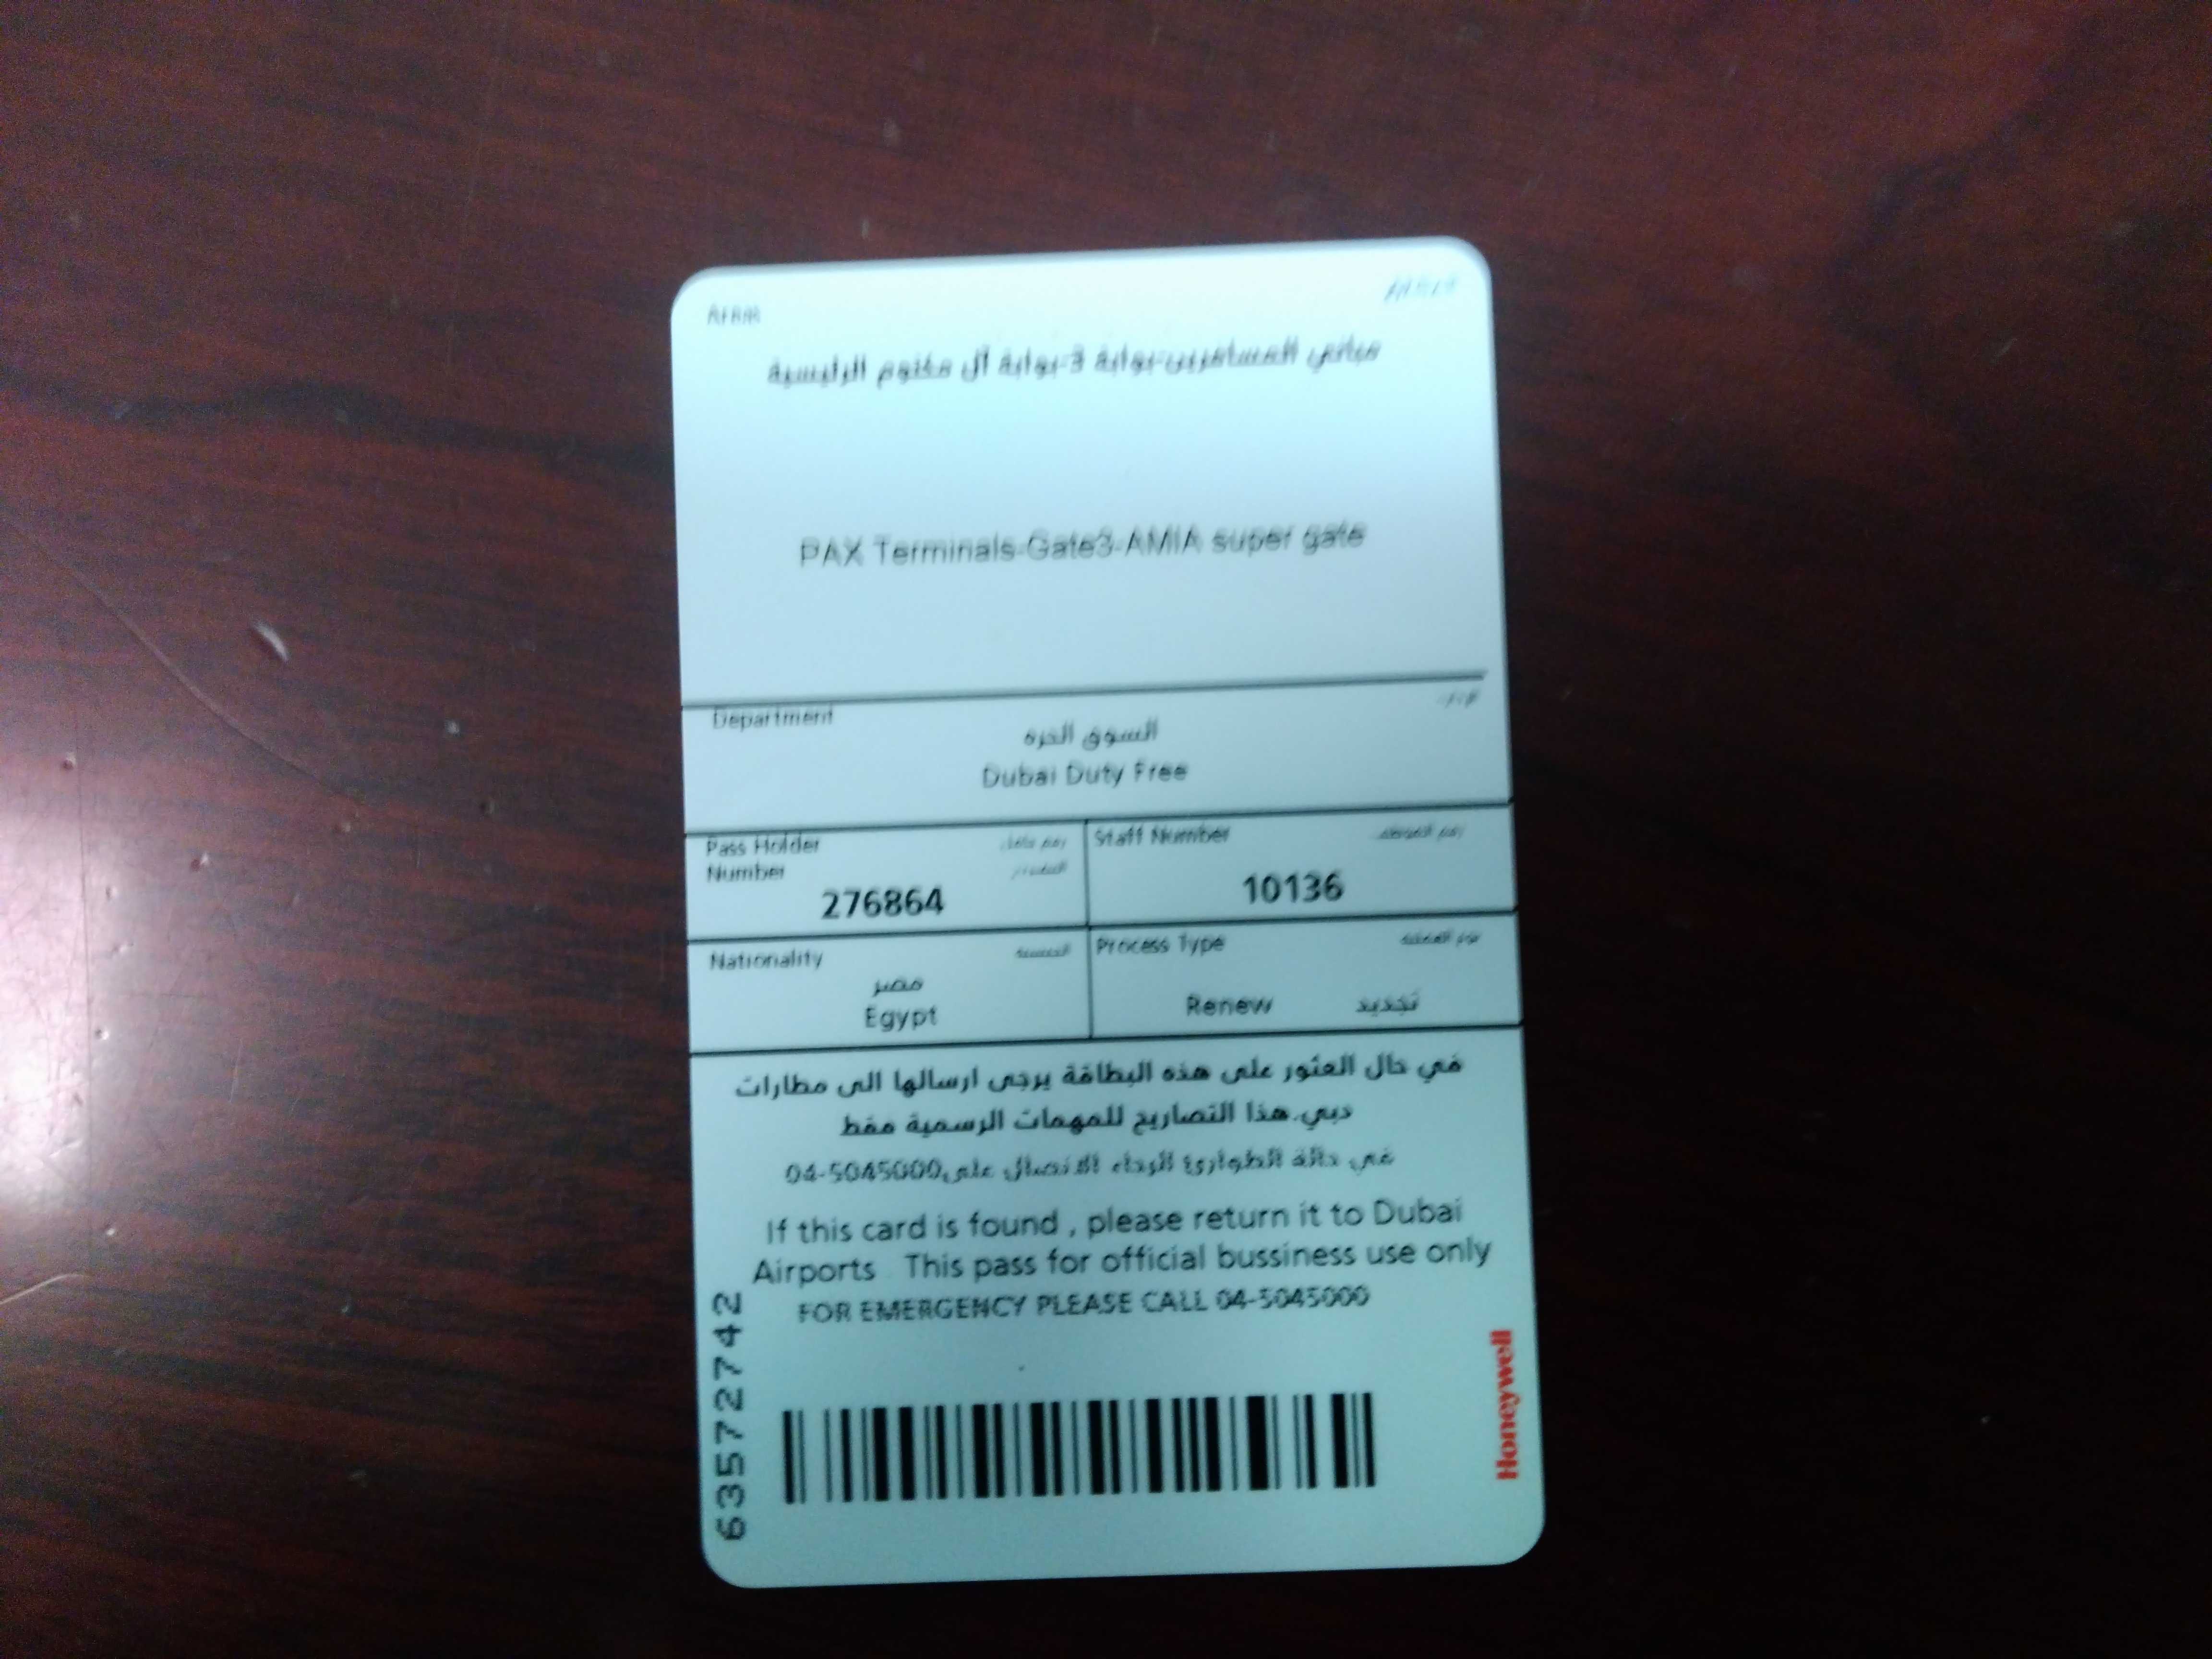 Area
مباني المسافرين-بوابة 3-بوابة آل مكتوم الرئيسية
PAX Terminals-Gate3-AMIA super gate
Department
السوق الحره
Dubai Duty Free
Pass Holder
Number
276864
Staff Number
10136
Nationality الجنسية
مصر
Egypt
Process Type
Renew تجديد
في حال العثور على هذه البطاقة يرجى ارسالها الى مطارات
دبي.هذا التصاريح للمهمات الرسمية فقط
في حالة الطوارئ الرجاء الاتصال على04-5045000
If this card is found , please return it to Dubai
Airports This pass for official bussiness use only
FOR EMERGENCY PLEASE CALL 04-5045000
63572742
Honeywell